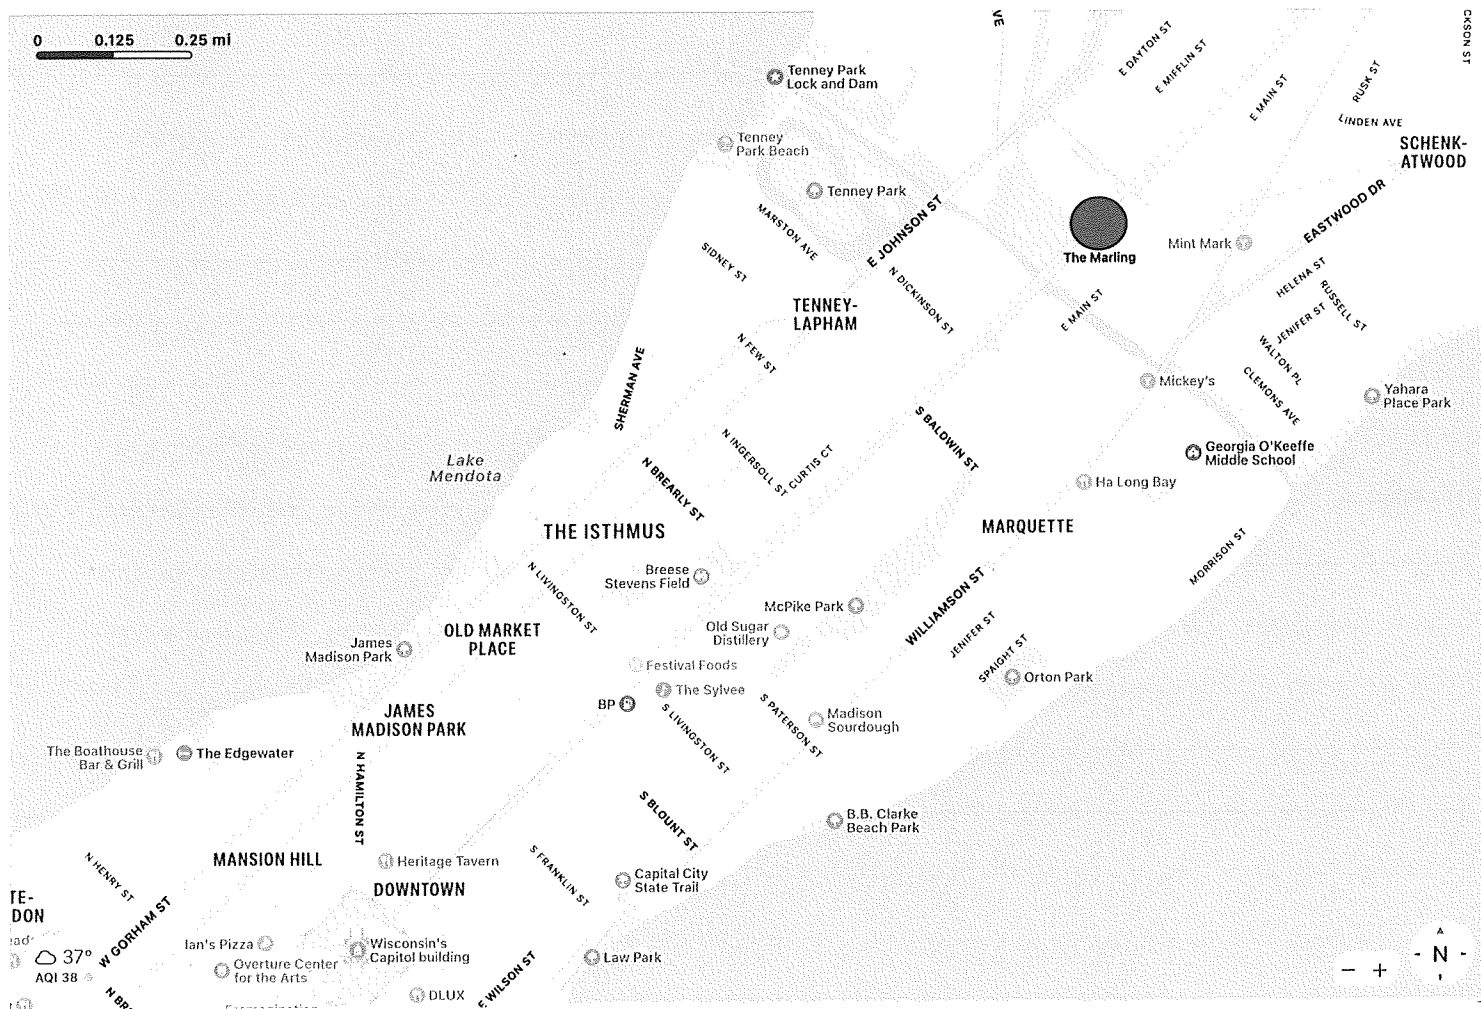 0 0.125 0.25 mi
VE
E DAYTON ST
E MIFFLIN ST
CKSON ST
Tenney Park
Lock and Dam
E MAIN ST
RUSK ST
LINDEN AVE
Tenney
Park Beach
SCHENK-
ATWOOD
Tenney Park
MARSTON AVE
E JOHNSON ST
EASTWOOD DR
SIDNEY ST
The Marling
Mint Mark
N DICKINSON ST
HELENA ST
RUSSELL ST
TENNEY-
LAPHAM
E MAIN ST
JENIFER ST
N FEW ST
WALTON PL
SHERMAN AVE
CLEMONS AVE
Mickey's
Yahara
Place Park
S BALDWIN ST
Lake
Mendota
N INGERSOLL ST
CURTIS CT
Georgia O'Keeffe
Middle School
N BREARLY ST
Ha Long Bay
THE ISTHMUS
MARQUETTE
MORRISON ST
Breese
Stevens Field
N LIVINGSTON ST
McPike Park
WILLIAMSON ST
Old Sugar
Distillery
JENIFER ST
OLD MARKET
PLACE
James
Madison Park
SPAIGHT ST
Festival Foods
Orton Park
The Sylvee
BP
JAMES
MADISON PARK
S LIVINGSTON ST
S PATERSON ST
Madison
Sourdough
The Boathouse
Bar & Grill
The Edgewater
N HAMILTON ST
S BLOUNT ST
B.B. Clarke
Beach Park
N HENRY ST
MANSION HILL
Heritage Tavern
S FRANKLIN ST
DOWNTOWN
Capital City
State Trail
TE-
DON
W GORHAM ST
ead
37°
AQI 38
Ian's Pizza
Wisconsin's
Capitol building
Overture Center
for the Arts
Law Park
E WILSON ST
N BR
DLUX
N
− +